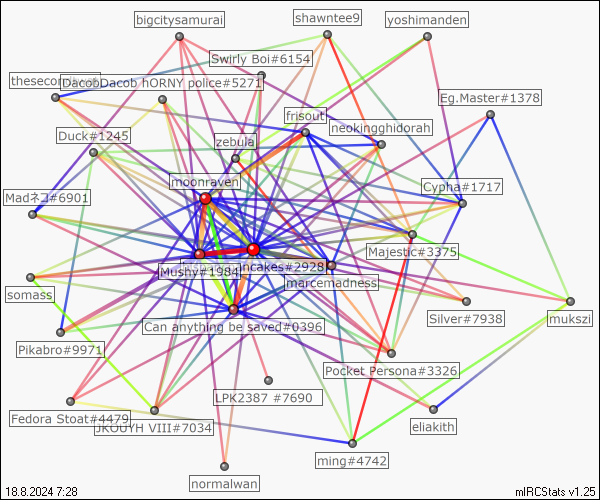 bigcitysamurai
shawntee9
yoshimanden
Swirly Boi#6154
DacobDacob hORNY police#5271
Eg.Master#1378
frisout
neokingghidorah
Duck#1245
zebula
moonraven
Cypha#1717
Madネコ#6901
Majestic#3375
Mushy#1984
ncakes#2928
marcemadness
somass
Silver#7938
mukszi
Can anything be saved#0396
Pikabro#9971
Pocket Persona#3326
LPK2387 #7690
Fedora Stoat#4479
JKOUYH VIII#7034
eliakith
ming#4742
normalwan
18.8.2024 7:28
mIRCStats v1.25